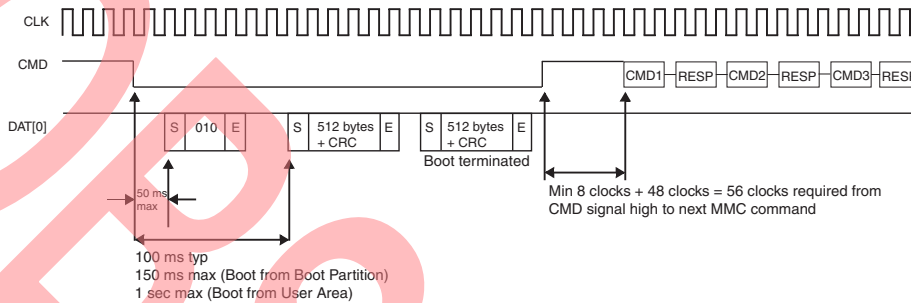 CLK
CMD
CMD1 RESP CMD2 RESP CMD3 RESP
DAT[0]
S 010 E S 512 bytes + CRC E S 512 bytes + CRC E
Boot terminated
50 ms
max
Min 8 clocks + 48 clocks = 56 clocks required from
CMD signal high to next MMC command
100 ms typ
150 ms max (Boot from Boot Partition)
1 sec max (Boot from User Area)